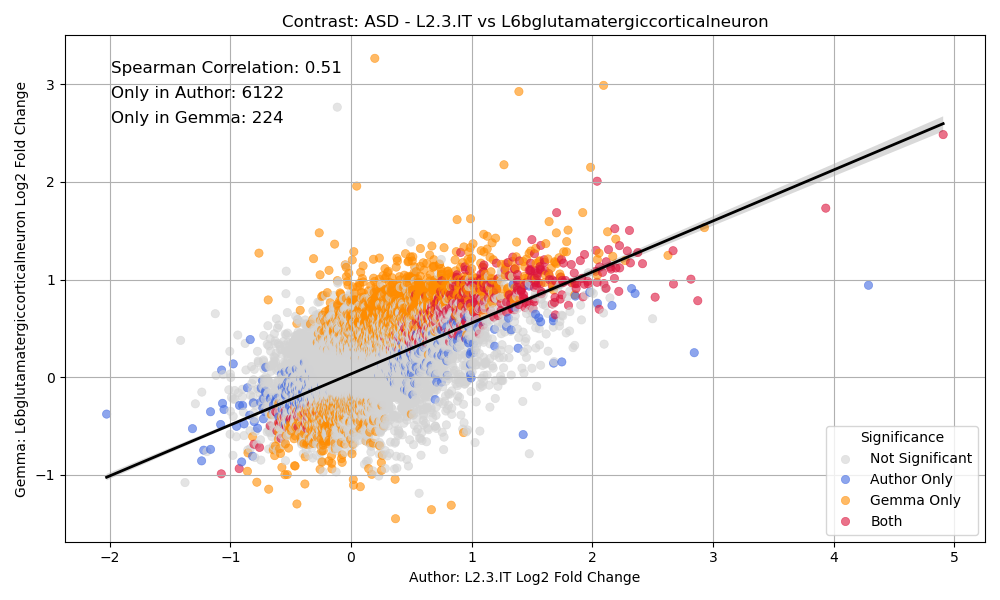 Contrast: ASD - L2.3.IT vs L6bglutamatergiccorticalneuron
Spearman Correlation: 0.51
Only in Author: 6122
Only in Gemma: 224
Gemma: L6bglutamatergiccorticalneuron Log2 Fold Change
3
2
1
0
−1
Significance
Not Significant
Author Only
Gemma Only
Both
−2 −1 0 1 2 3 4 5
Author: L2.3.IT Log2 Fold Change